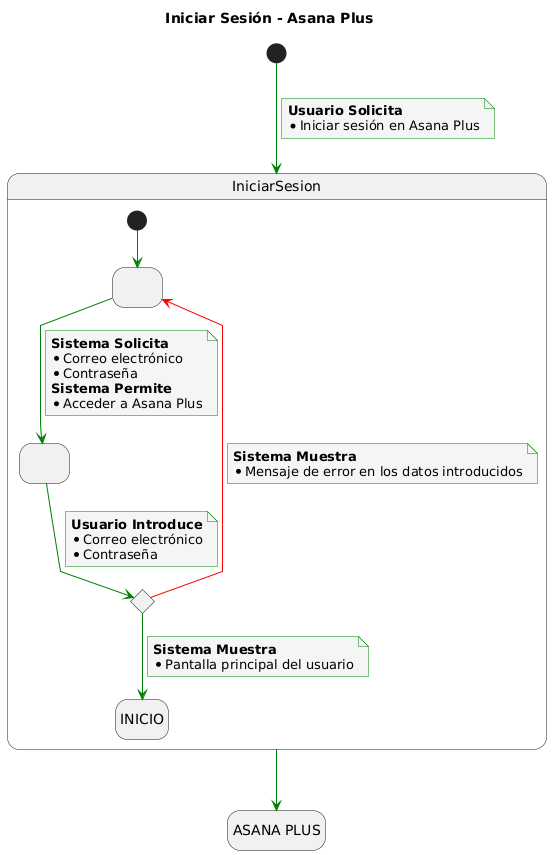 Iniciar Sesión - Asana Plus
Usuario Solicita
• Iniciar sesión en Asana Plus
IniciarSesion
Sistema Solicita
• Correo electrónico
• Contraseña
Sistema Permite
• Acceder a Asana Plus
Sistema Muestra
• Mensaje de error en los datos introducidos
Usuario Introduce
• Correo electrónico
• Contraseña
Sistema Muestra
• Pantalla principal del usuario
INICIO
ASANA PLUS